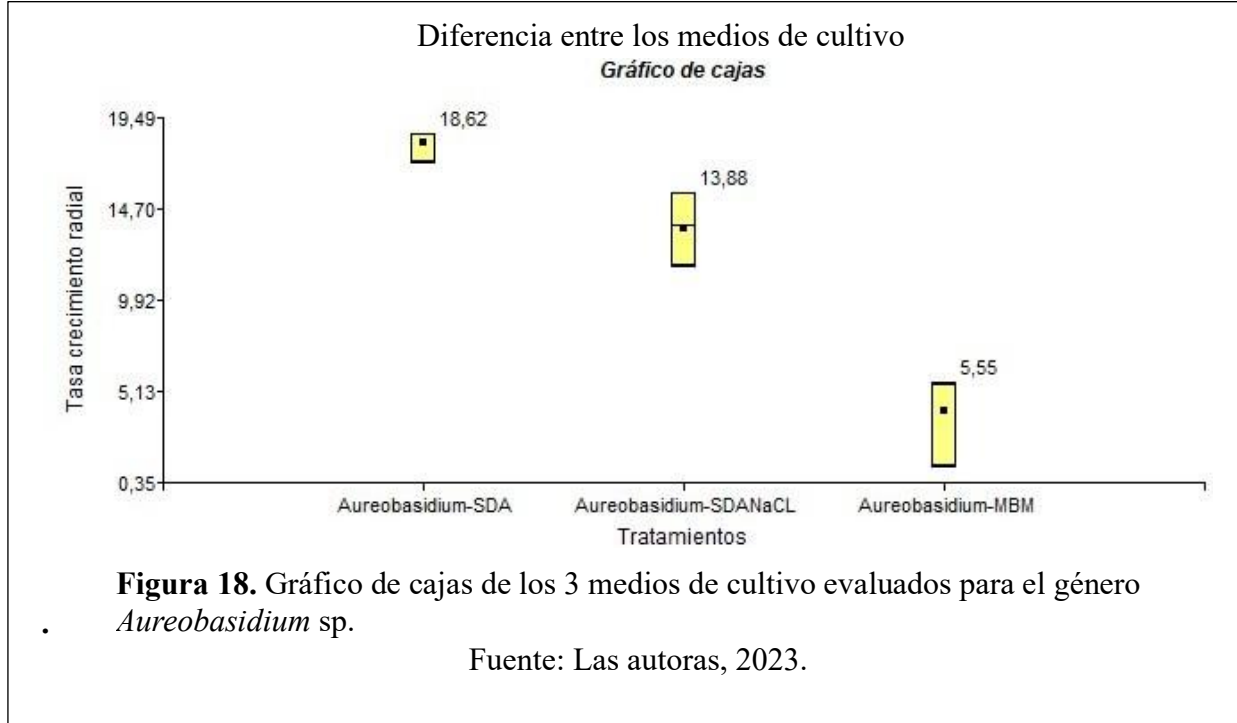 Diferencia entre los medios de cultivo
Gráfico de cajas
19,49
14,70
9,92
5,13
0,35
Tasa crecimiento radial
18,62
13,88
5,55
Aureobasidium-SDA
Aureobasidium-SDANaCL
Aureobasidium-MBM
Tratamientos
Figura 18. Gráfico de cajas de los 3 medios de cultivo evaluados para el género
. Aureobasidium sp.
Fuente: Las autoras, 2023.